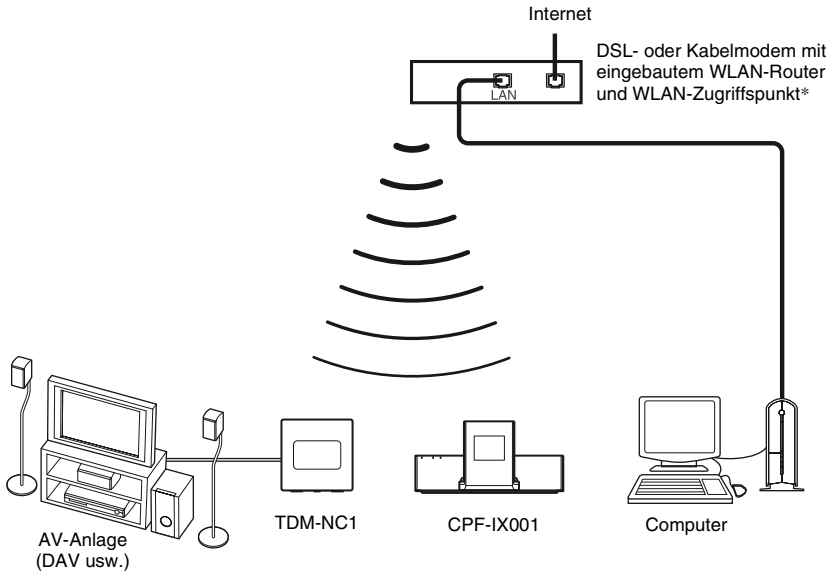 Internet
DSL- oder Kabelmodem mit
eingebautem WLAN-Router
und WLAN-Zugriffspunkt*
LAN
TDM-NC1
CPF-IX001
Computer
AV-Anlage
(DAV usw.)